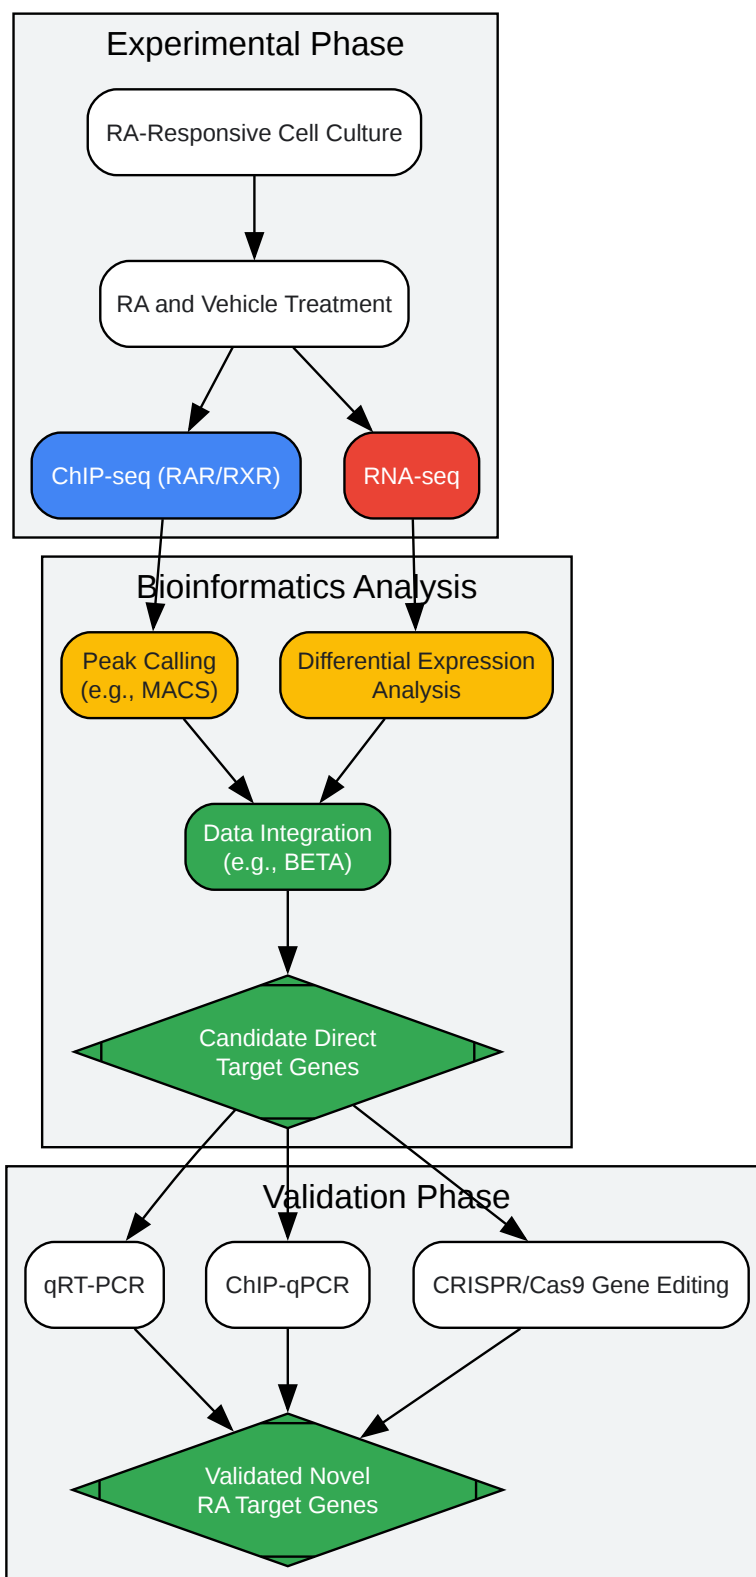 Experimental Phase
RA-Responsive Cell Culture
RA and Vehicle Treatment
ChIP-seq (RAR/RXR)
RNA-seq
Bioinformatics Analysis
Peak Calling
(e.g., MACS)
Differential Expression
Analysis
Data Integration
(e.g., BETA)
Candidate Direct
Target Genes
Validation Phase
qRT-PCR
ChIP-qPCR
CRISPR/Cas9 Gene Editing
Validated Novel
RA Target Genes